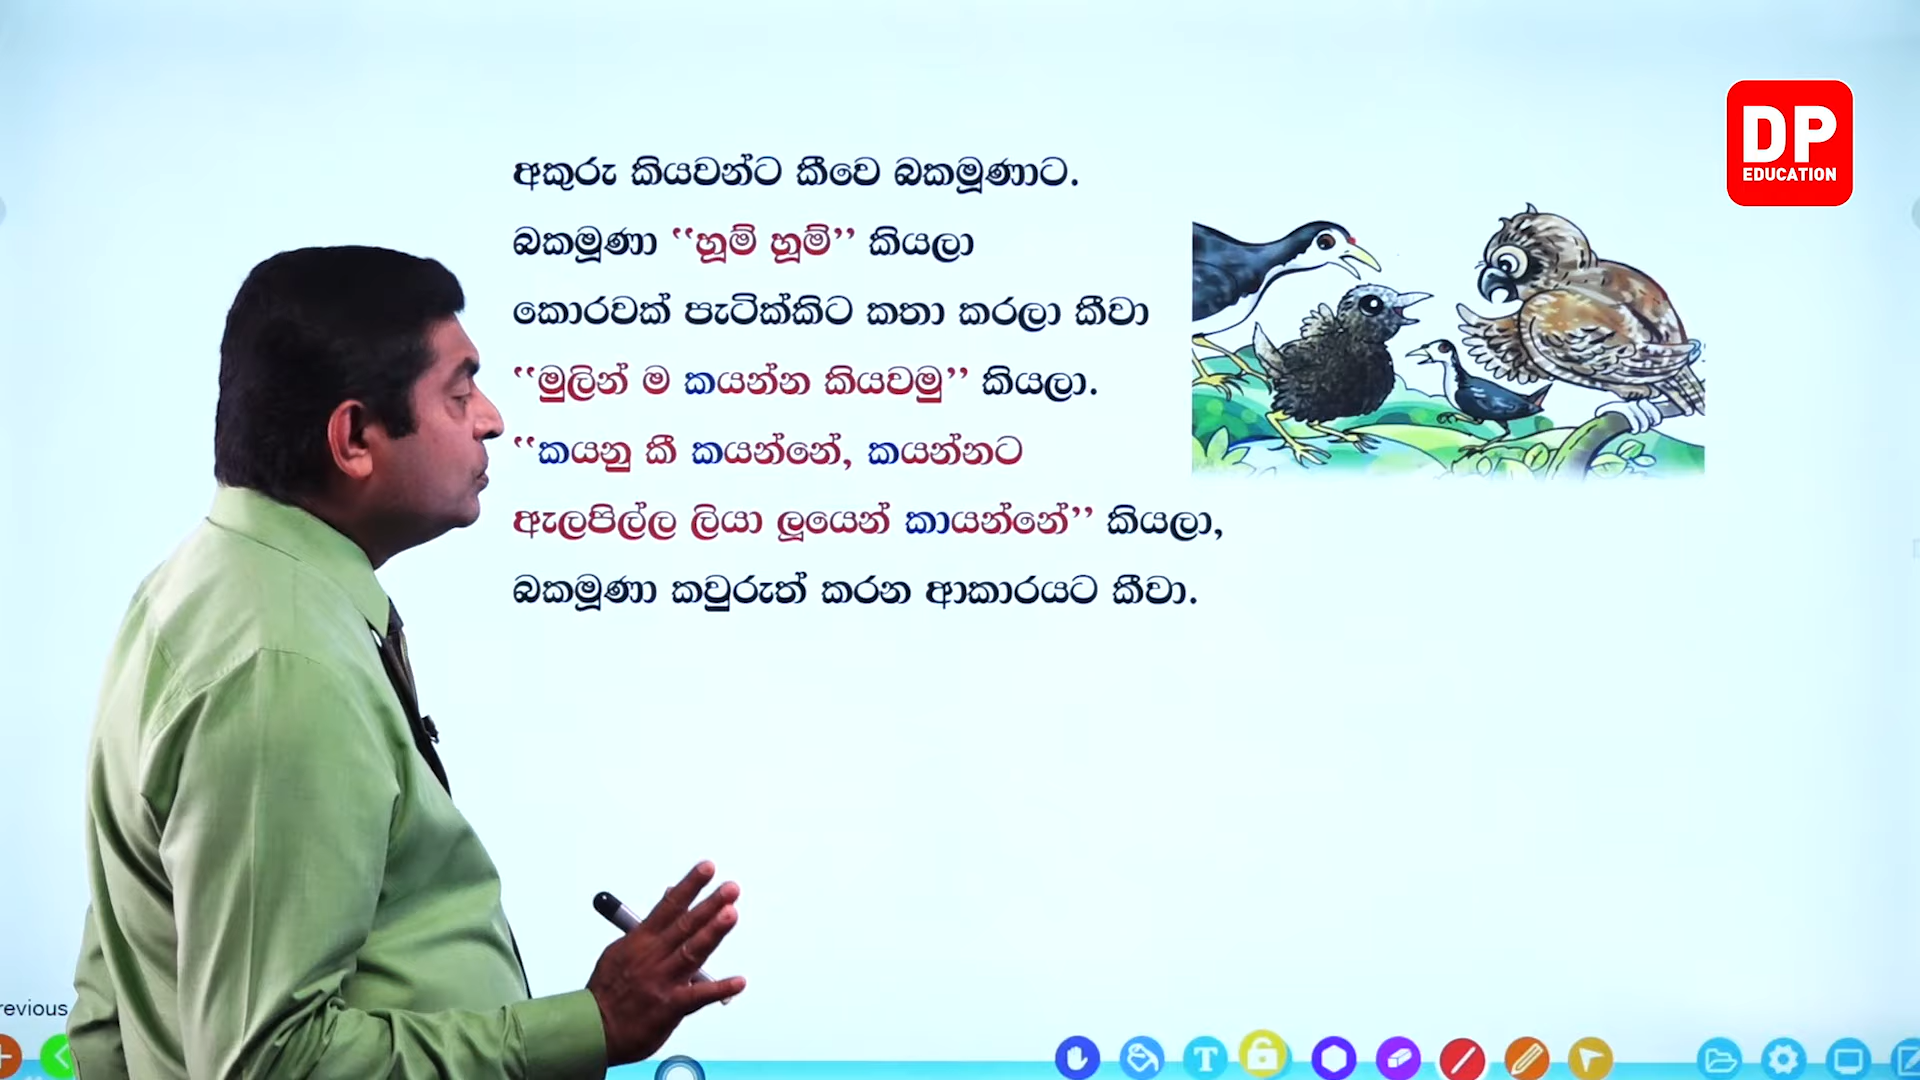 DP
EDUCATION
අකුරු කියවන්ට කීවෙ බකමූණාට.
බකමූණා “හූම් හූම්” කියලා
කොරවක් පැටික්කිට කතා කරලා කීවා
“මුලින් ම කයන්න කියවමු” කියලා.
“කයනු කී කයන්නේ, කයන්නට
ඇලපිල්ල ලියා ලූයෙන් කායන්නේ” කියලා,
බකමූණා කවුරුත් කරන ආකාරයට කීවා.
revious
T